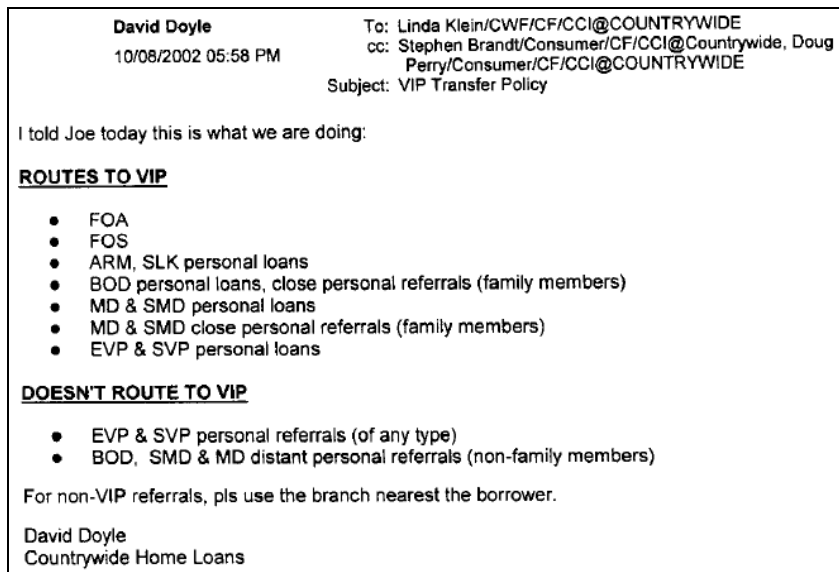 David Doyle
10/08/2002 05:58 PM
To: Linda Klein/CWF/CF/CCI@COUNTRYWIDE
cc: Stephen Brandt/Consumer/CF/CCI@Countrywide, Doug
Perry/Consumer/CF/CCI@COUNTRYWIDE
Subject: VIP Transfer Policy
I told Joe today this is what we are doing:
ROUTES TO VIP
● FOA
● FOS
● ARM, SLK personal loans
● BOD personal loans, close personal referrals (family members)
● MD & SMD personal loans
● MD & SMD close personal referrals (family members)
● EVP & SVP personal loans
DOESN'T ROUTE TO VIP
● EVP & SVP personal referrals (of any type)
● BOD, SMD & MD distant personal referrals (non-family members)
For non-VIP referrals, pls use the branch nearest the borrower.
David Doyle
Countrywide Home Loans